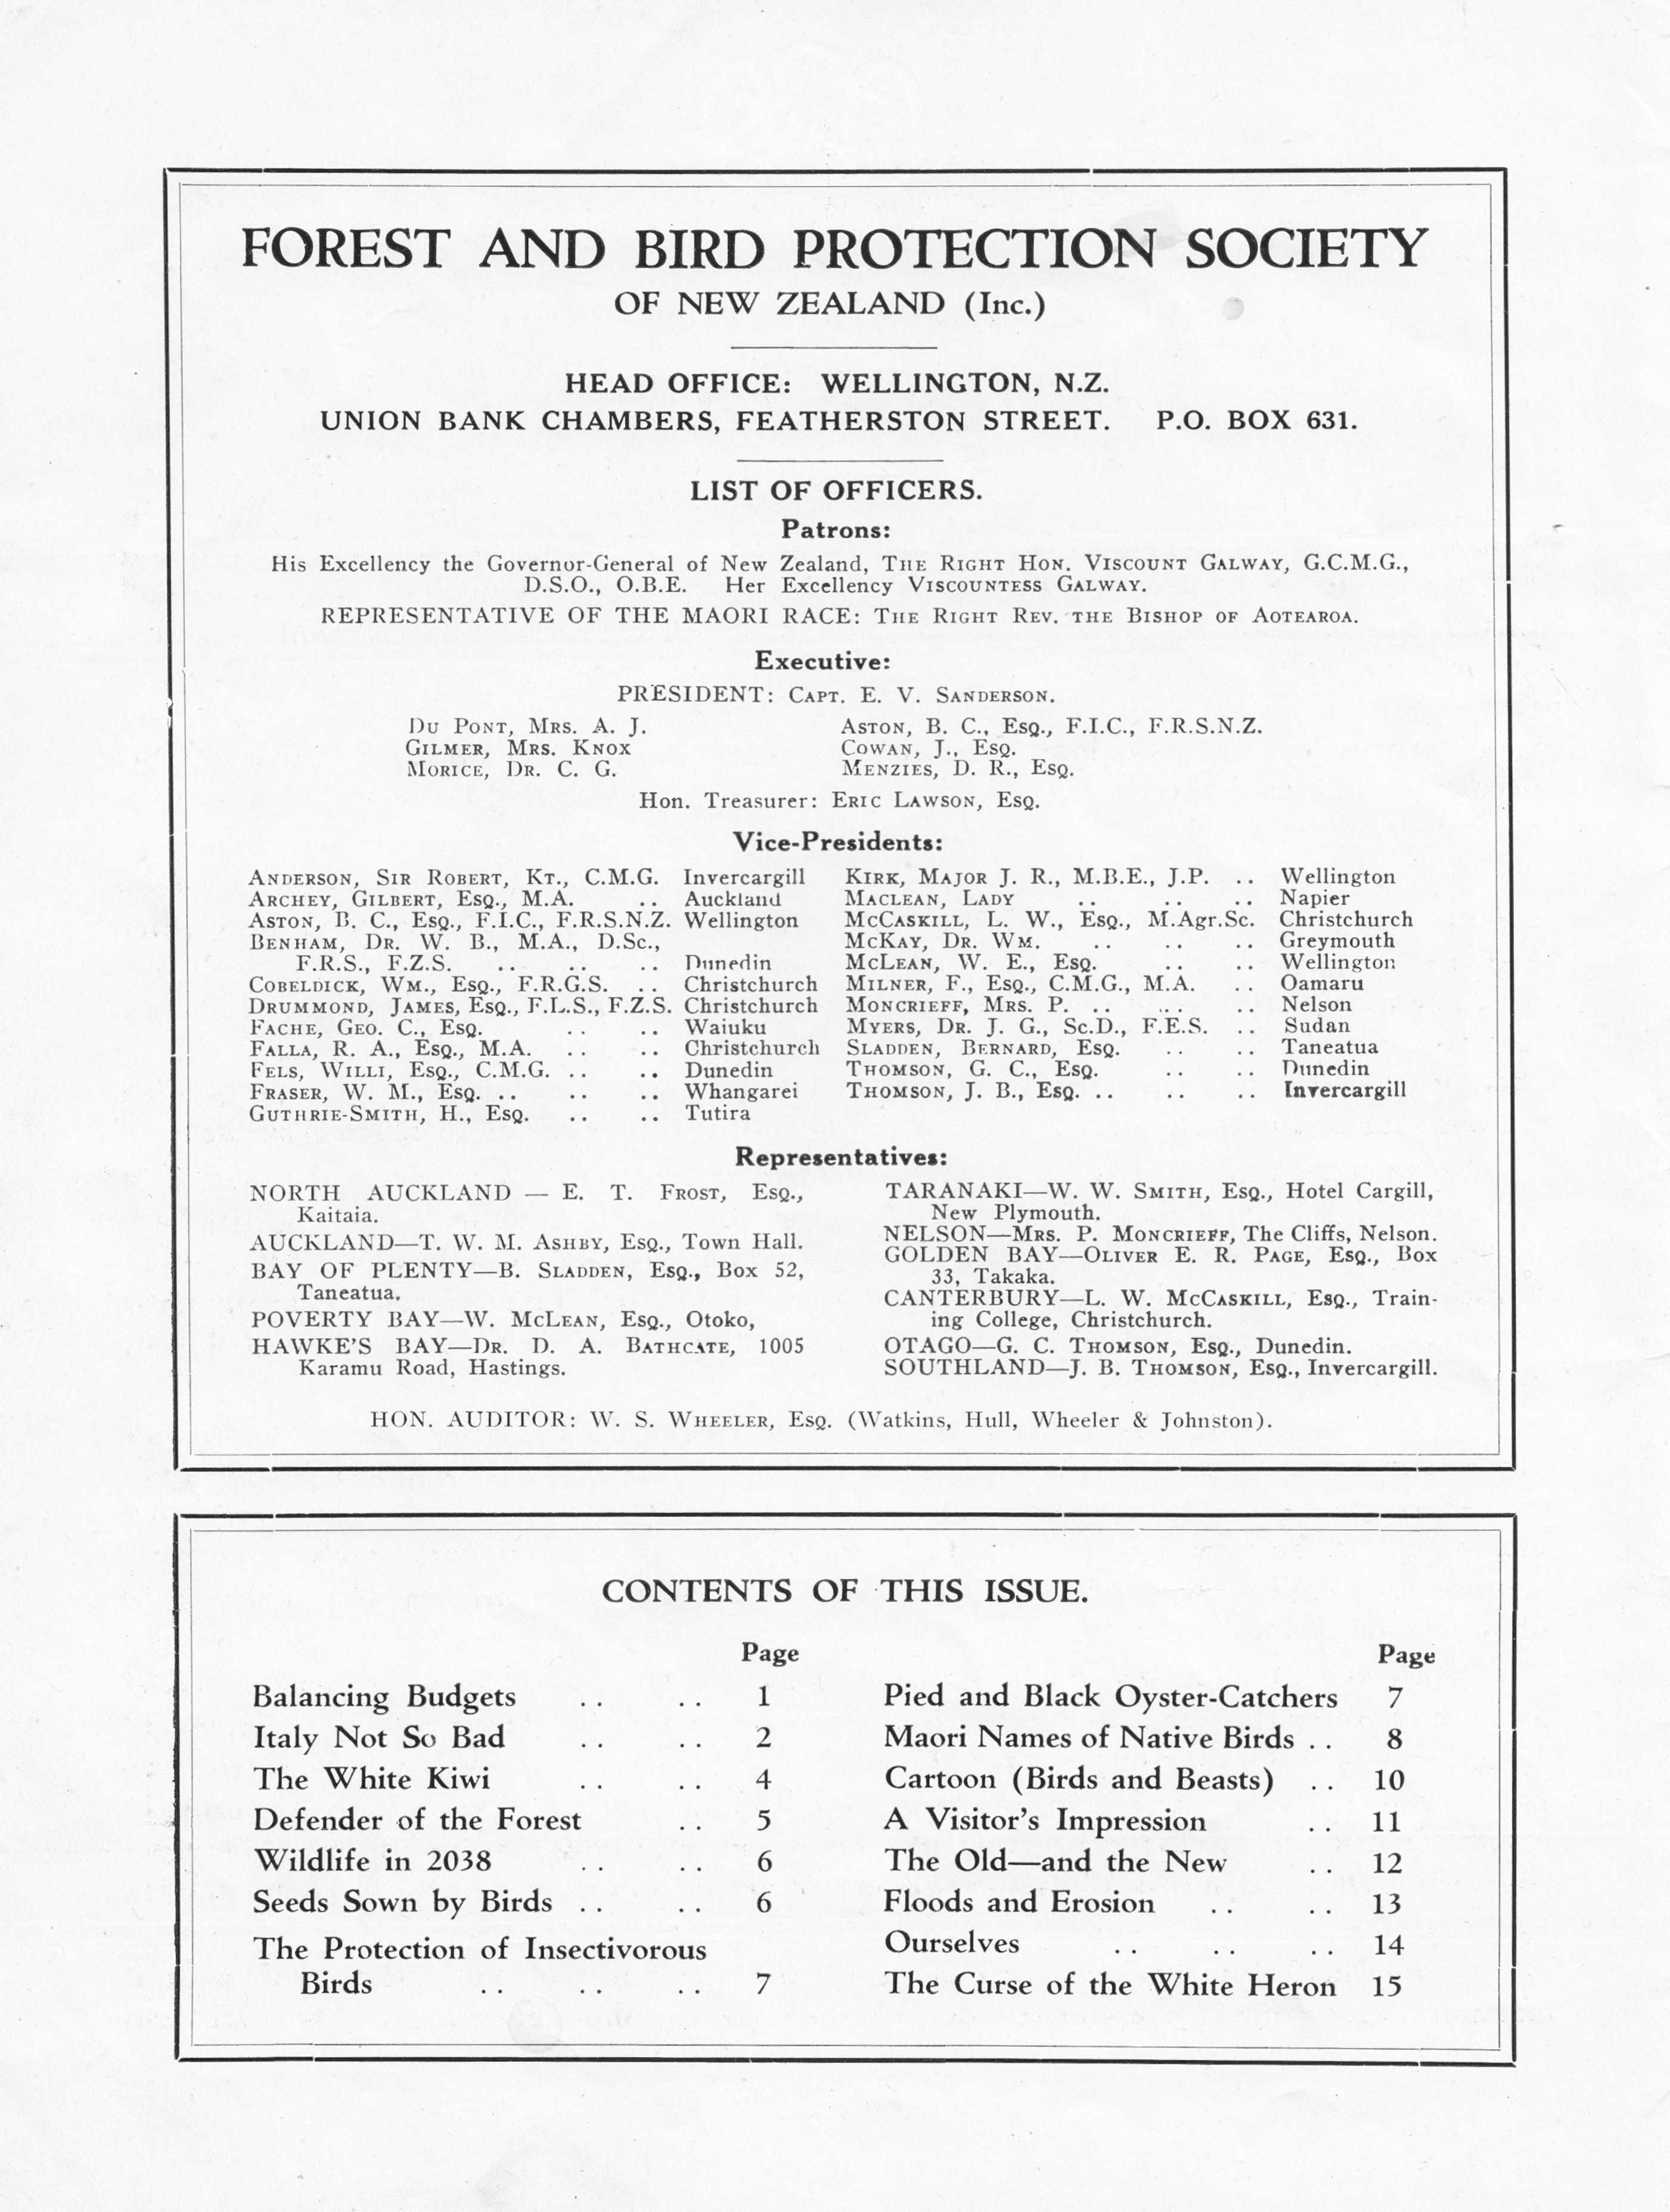 FOREST AND BIRD PROTECTION SOCIETY
OF NEW ZEALAND (Inc.)
HEAD OFFICE: WELLINGTON, N.Z.
UNION BANK CHAMBERS, FEATHERSTON STREET. P.O. BOX 631.
LIST OF OFFICERS.
Patrons:
His Excellency the Governor-General of New Zealand, The Right Hon. Viscount Galway, G.C.M.G.,
D.S.O., O.B.E. Her Excellency Viscountess Galway.
REPRESENTATIVE OF THE MAORI RACE: The Right Rev. the Bishop of Aotearoa.
Executive:
PRESIDENT: Capt. E. V. Sanderson.
Du Pont, Mrs. A. J.
Gilmer, Mrs. Knox
Morice, Dr. C. G.
Aston, B. C., Esq., F.I.C., F.R.S.N.Z.
Cowan, J., Esq.
Menzies, D. R., Esq.
Hon. Treasurer: Eric Lawson, Esq.
Vice-Presidents:
Anderson, Sir Robert, Kt., C.M.G. Invercargill
Archey, Gilbert, Esq., M.A. .. Auckland
Aston, B. C., Esq., F.I.C., F.R.S.N.Z. Wellington
Benham, Dr. W. B., M.A., D.Sc.,
F.R.S., F.Z.S. .. .. .. Dunedin
Cobeldick, Wm., Esq., F.R.G.S. .. Christchurch
Drummond, James, Esq., F.L.S., F.Z.S. Christchurch
Fache, Geo. C., Esq. .. .. Waiuku
Falla, R. A., Esq., M.A. .. .. Christchurch
Fels, Willi, Esq., C.M.G. .. .. Dunedin
Fraser, W. M., Esq. .. .. .. Whangarei
Guthrie-Smith, H., Esq. .. .. Tutira
Kirk, Major J. R., M.B.E., J.P. .. Wellington
Maclean, Lady .. .. .. Napier
McCaskill, L. W., Esq., M.Agr.Sc. Christchurch
McKay, Dr. Wm. .. .. .. Greymouth
McLean, W. E., Esq. .. .. Wellington
Milner, F., Esq., C.M.G., M.A. .. Oamaru
Moncrieff, Mrs. P. .. .. .. Nelson
Myers, Dr. J. G., Sc.D., F.E.S. .. Sudan
Sladden, Bernard, Esq. .. .. Taneatua
Thomson, G. C., Esq. .. .. Dunedin
Thomson, J. B., Esq. .. .. .. Invercargill
Representatives:
NORTH AUCKLAND — E. T. Frost, Esq.,
Kaitaia.
AUCKLAND—T. W. M. Ashby, Esq., Town Hall.
BAY OF PLENTY—B. Sladden, Esq., Box 52,
Taneatua.
POVERTY BAY—W. McLean, Esq., Otoko,
HAWKE'S BAY—Dr. D. A. Bathcate, 1005
Karamu Road, Hastings.
TARANAKI—W. W. Smith, Esq., Hotel Cargill,
New Plymouth.
NELSON—Mrs. P. Moncrieff, The Cliffs, Nelson.
GOLDEN BAY—Oliver E. R. Page, Esq., Box
33, Takaka.
CANTERBURY—L. W. McCaskill, Esq., Train-
ing College, Christchurch.
OTAGO—G. C. Thomson, Esq., Dunedin.
SOUTHLAND—J. B. Thomson, Esq., Invercargill.
HON. AUDITOR: W. S. Wheeler, Esq. (Watkins, Hull, Wheeler & Johnston).
CONTENTS OF THIS ISSUE.
Page
Balancing Budgets .. .. 1
Italy Not So Bad .. .. 2
The White Kiwi .. .. 4
Defender of the Forest .. 5
Wildlife in 2038 .. .. 6
Seeds Sown by Birds .. .. 6
The Protection of Insectivorous
Birds .. .. .. 7
Page
Pied and Black Oyster-Catchers 7
Maori Names of Native Birds .. 8
Cartoon (Birds and Beasts) .. 10
A Visitor's Impression .. 11
The Old—and the New .. 12
Floods and Erosion .. .. 13
Ourselves .. .. .. 14
The Curse of the White Heron 15